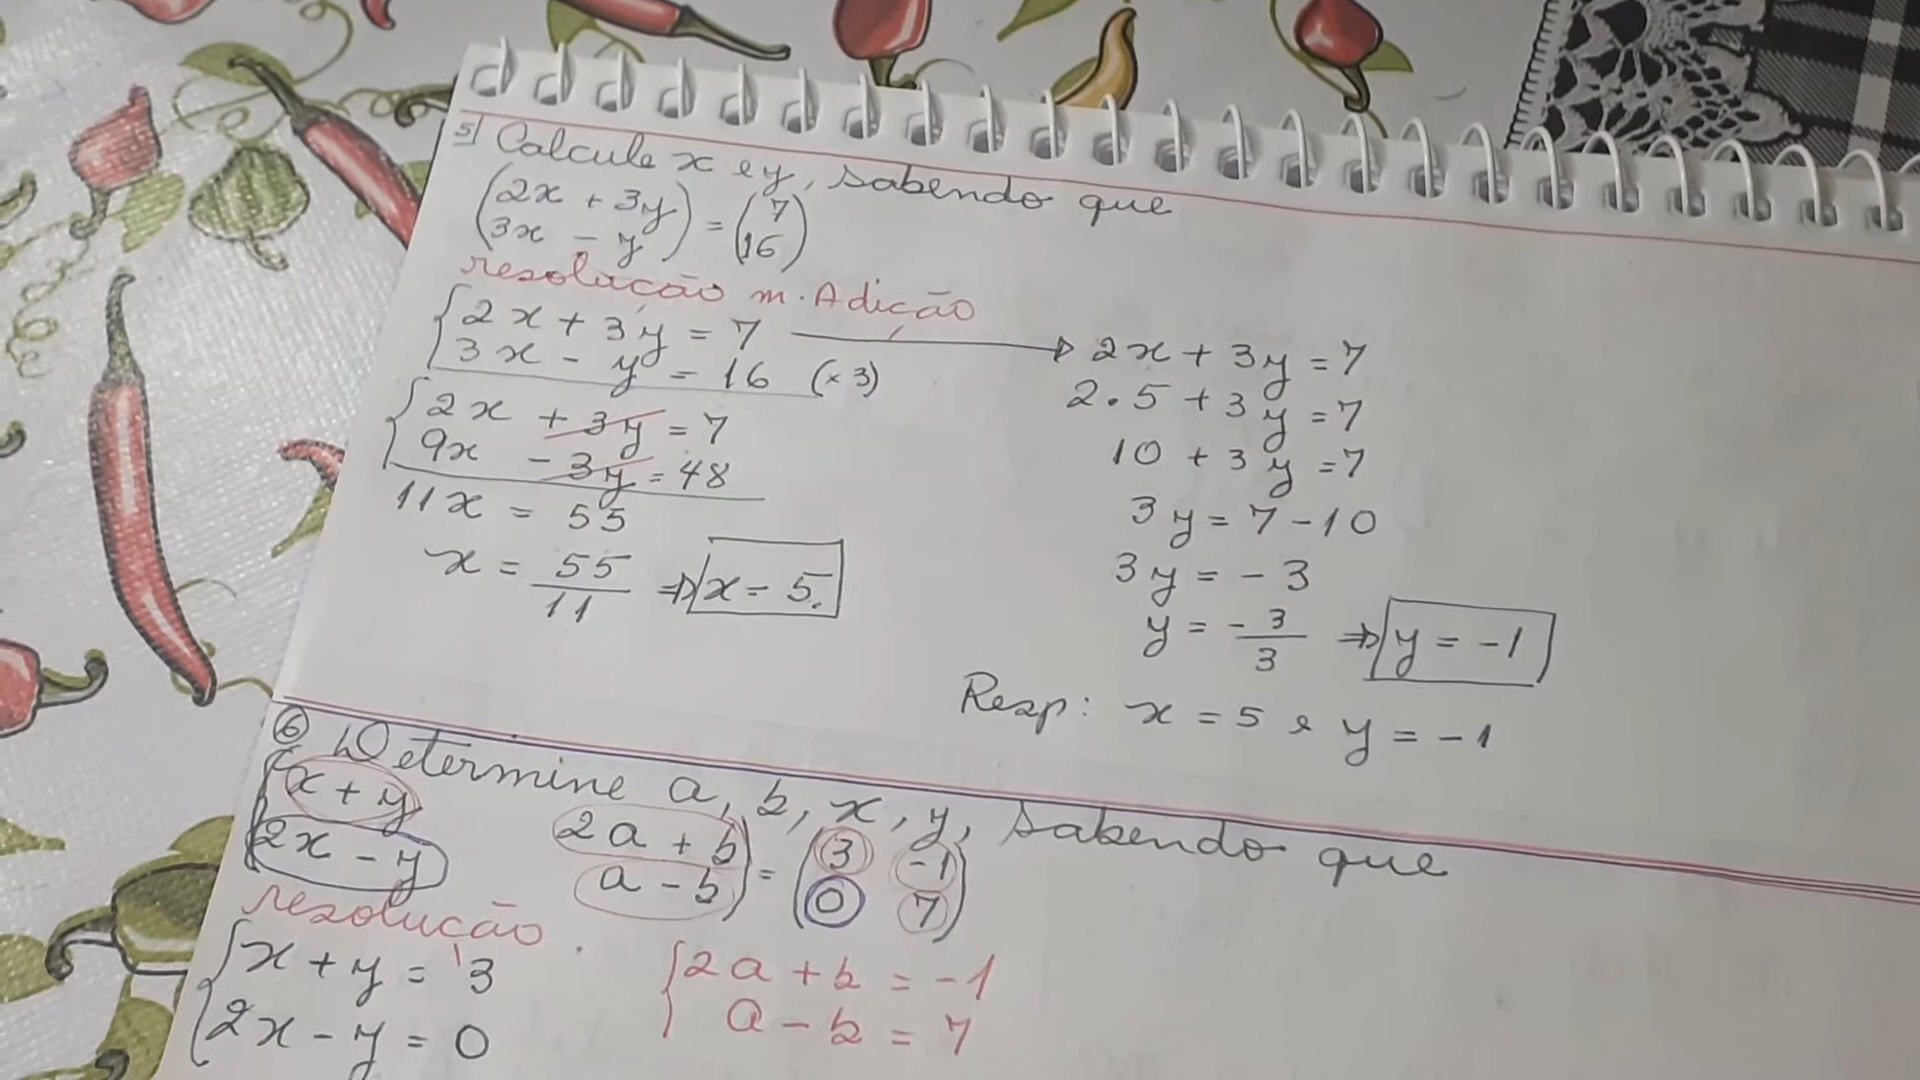 5) Calcule x e y, sabendo que
(2x + 3y) = (7)
(3x - y) (16)
resolução m. Adição
{2x + 3y = 7
{3x - y = 16 (x 3)
{2x + 3y = 7
{9x - 3y = 48
11x = 55
x = 55/11 ⇒ x = 5.
→ 2x + 3y = 7
2.5 + 3y = 7
10 + 3y = 7
3y = 7 - 10
3y = - 3
y = - 3/3 ⇒ y = -1
Resp: x = 5 e y = -1
6 Determine a, b, x, y, sabendo que
(x + y 2a + b) = (3 -1)
(2x - y a - b) (0 7)
resolução
{x + y = 3
{2x - y = 0
{2a + b = -1
{a - b = 7